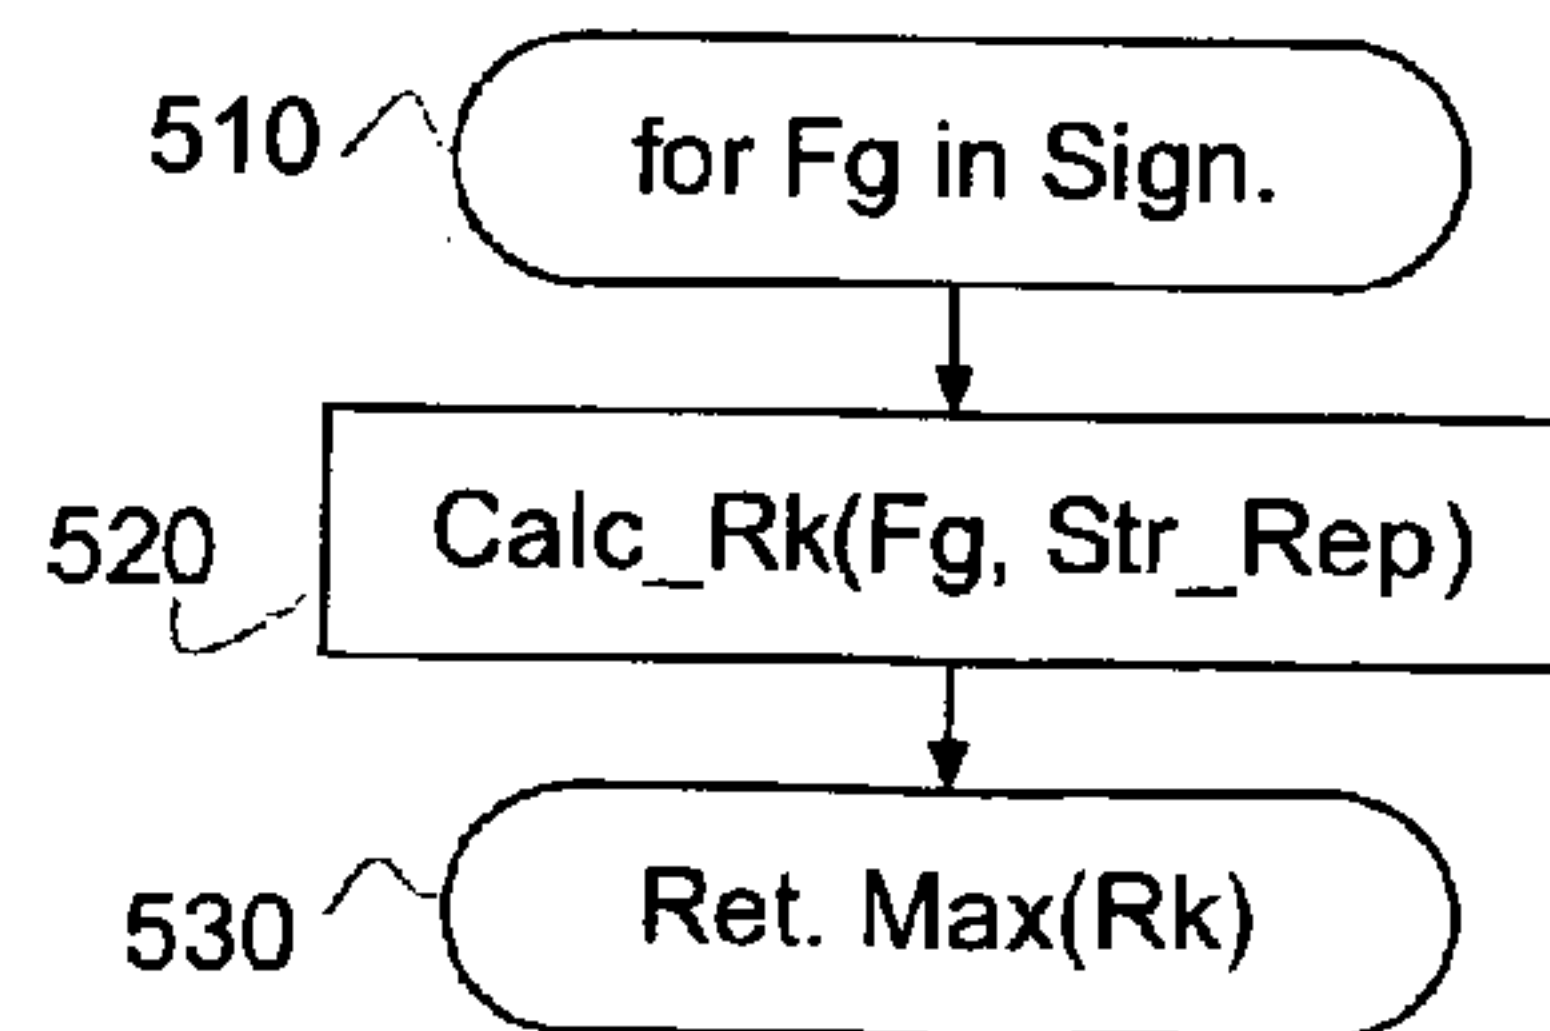 510 for Fg in Sign.
520 Calc_Rk(Fg, Str_Rep)
530 Ret. Max(Rk)